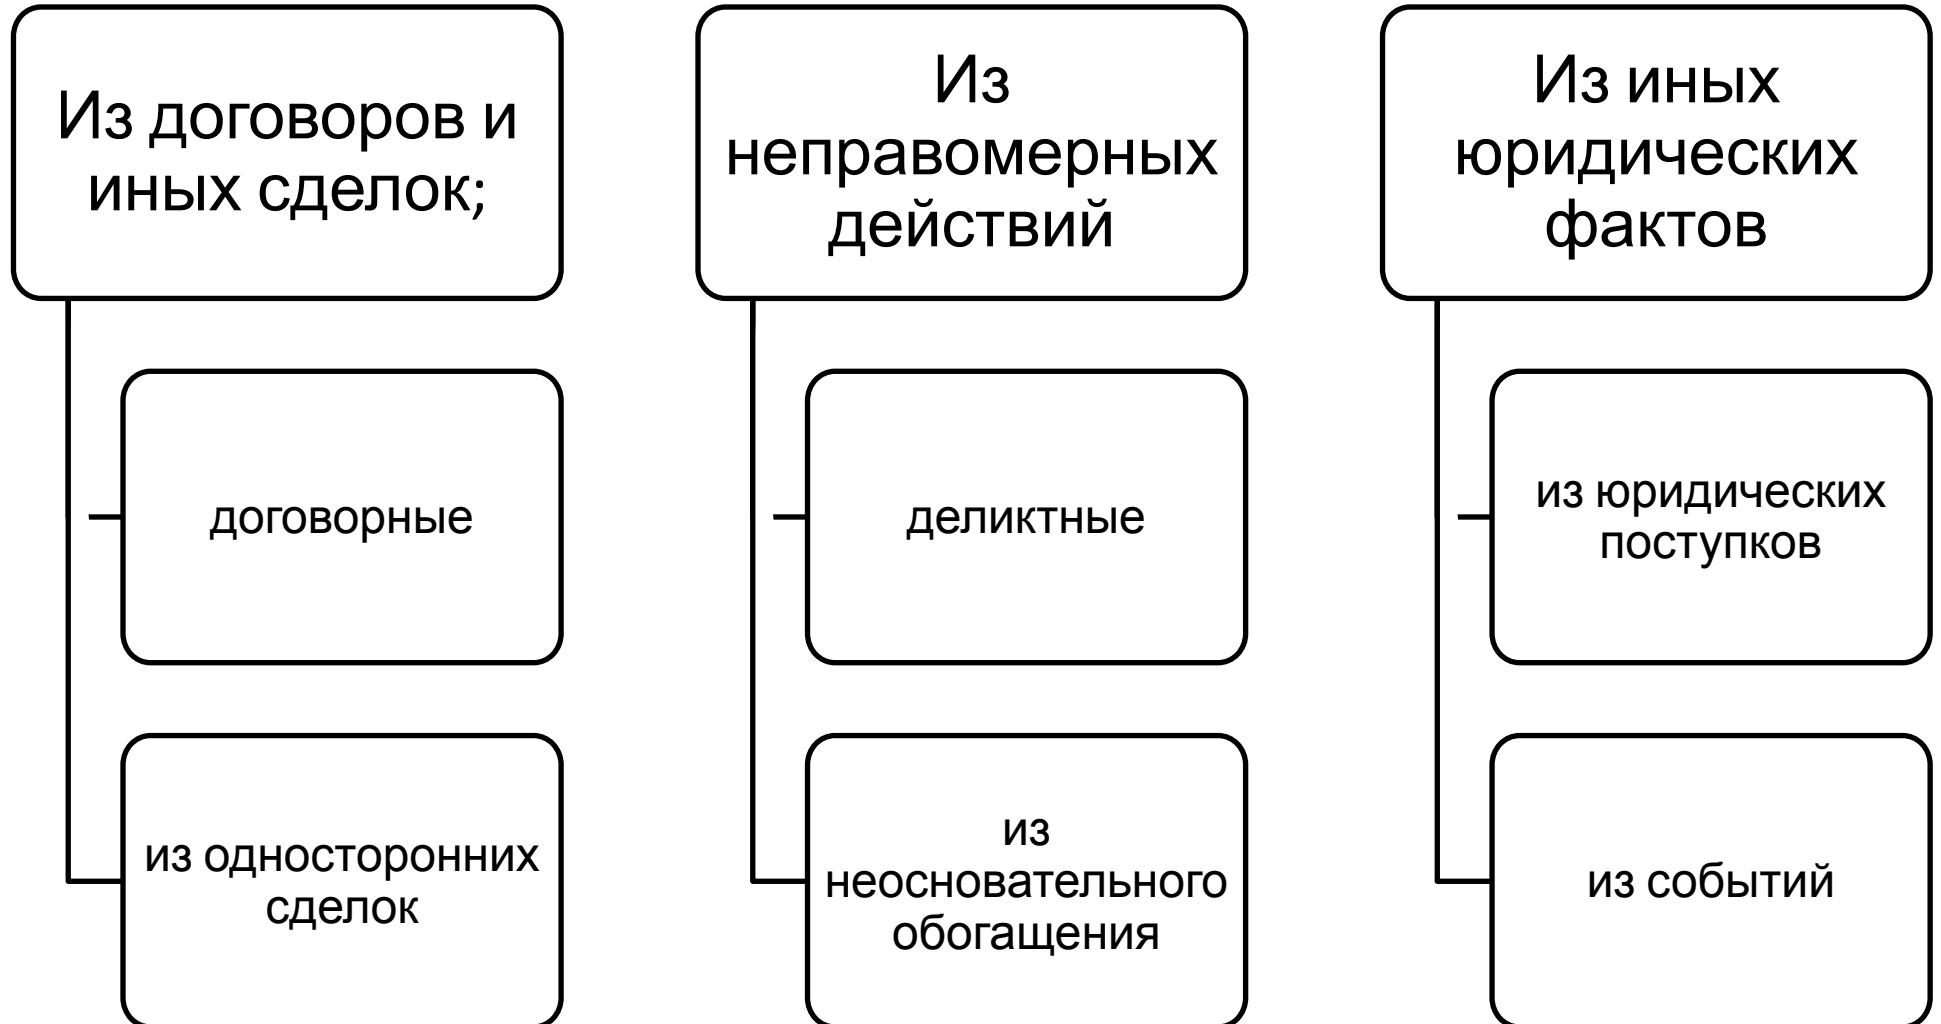 Из договоров и
иных сделок;
договорные
из односторонних
сделок
Из
неправомерных
действий
деликтные
из
неосновательного
обогащения
Из иных
юридических
фактов
из юридических
поступков
из событий